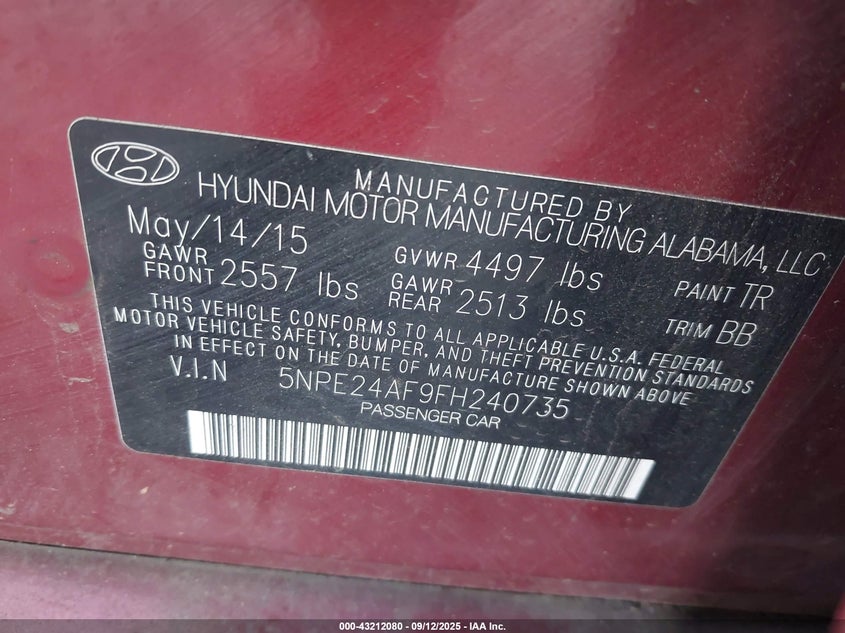 MANUFACTURED BY
HYUNDAI MOTOR MANUFACTURING ALABAMA, LLC
May/14/15 GVWR 4497 lbs PAINT TR
GAWR FRONT 2557 lbs GAWR REAR 2513 lbs TRIM BB
THIS VEHICLE CONFORMS TO ALL APPLICABLE U.S.A. FEDERAL
MOTOR VEHICLE SAFETY, BUMPER, AND THEFT PREVENTION STANDARDS
IN EFFECT ON THE DATE OF MANUFACTURE SHOWN ABOVE
V.I.N 5NPE24AF9FH240735
PASSENGER CAR
000-43212080 - 09/12/2025 - IAA Inc.